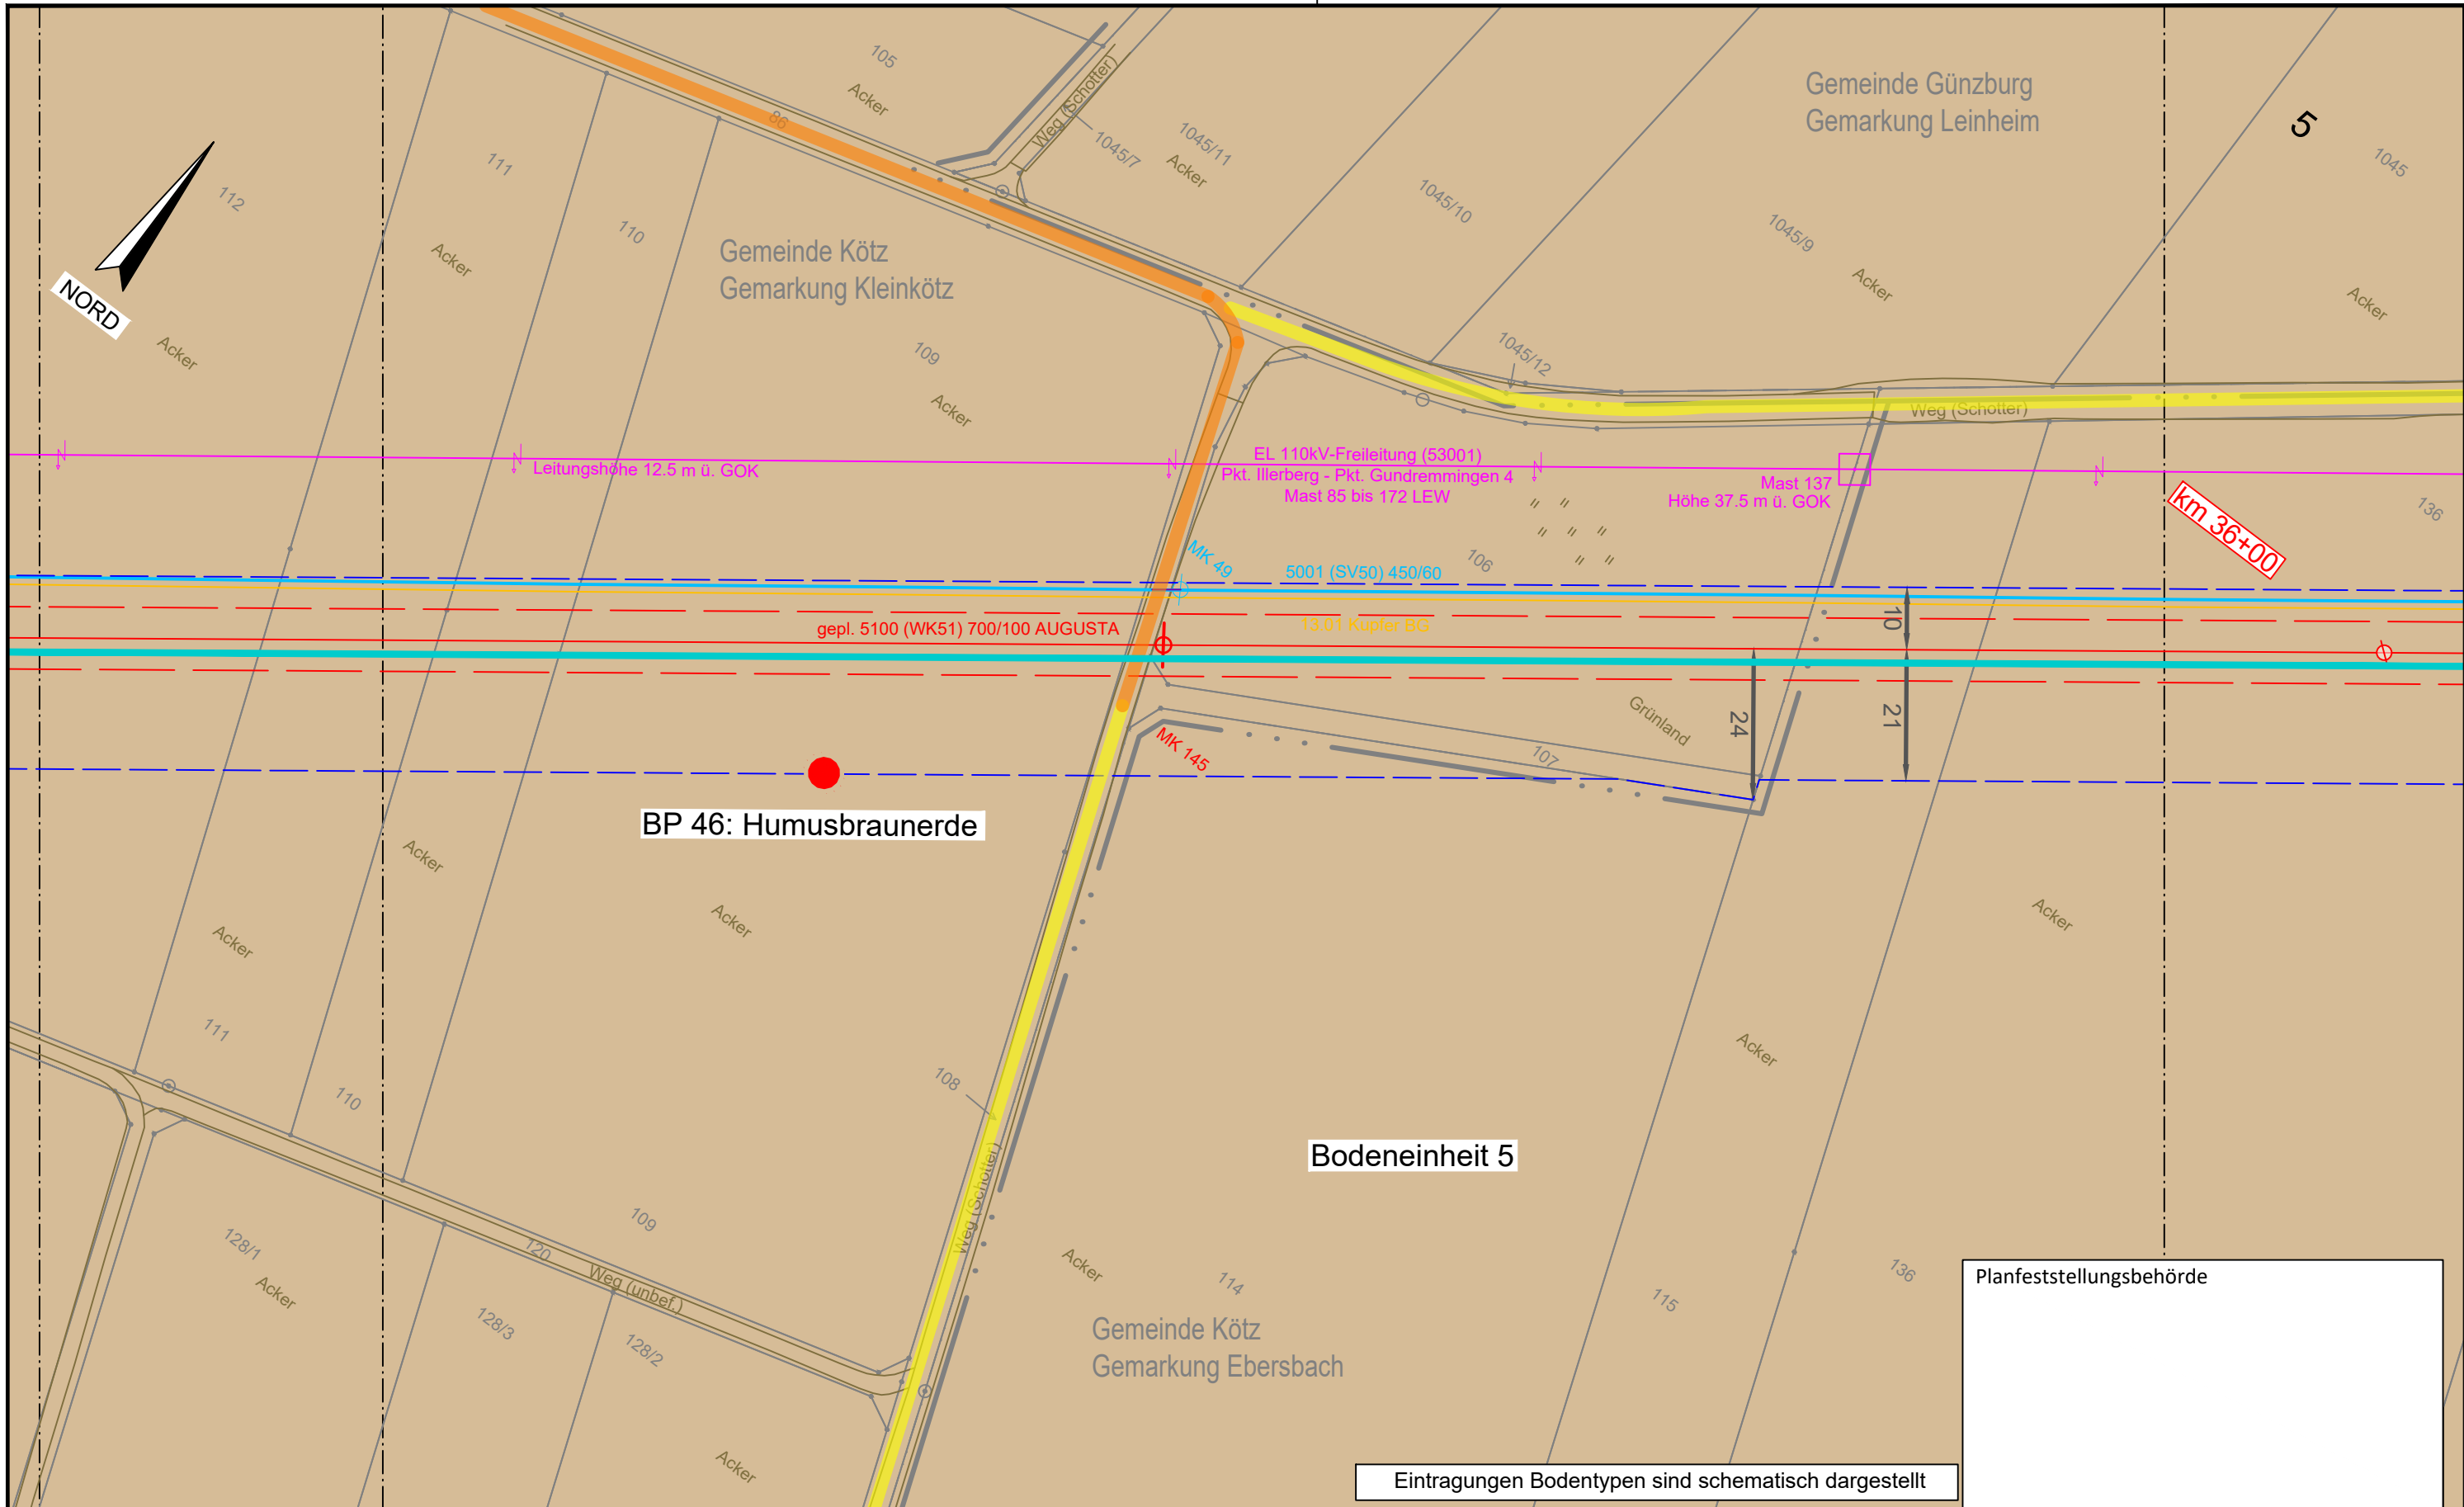 105
Acker
86
Weg (Schotter)
1045/7
1045/11
Acker
Gemeinde Günzburg
Gemarkung Leinheim
5
1045
111
112
110
Acker
1045/10
1045/9
Acker
Acker
Gemeinde Kötz
Gemarkung Kleinkötz
NORD
Acker
109
Acker
1045/12
Weg (Schotter)
Leitungshöhe 12.5 m ü. GOK
EL 110kV-Freileitung (53001)
Pkt. Illerberg - Pkt. Gundremmingen 4
Mast 85 bis 172 LEW
Mast 137
Höhe 37.5 m ü. GOK
km 36+00
136
MK 49
5001 (SV50) 450/60
106
10
gepl. 5100 (WK51) 700/100 AUGUSTA
13.01 Kupfer BG
Grünland
24
21
MK 145
107
BP 46: Humusbraunerde
Acker
Acker
Acker
Acker
111
110
108
Acker
Bodeneinheit 5
Weg (Schotter)
109
128/1
120
Acker
Weg (unbef.)
Acker
114
115
136
128/3
128/2
Gemeinde Kötz
Gemarkung Ebersbach
Acker
Planfeststellungsbehörde
Eintragungen Bodentypen sind schematisch dargestellt